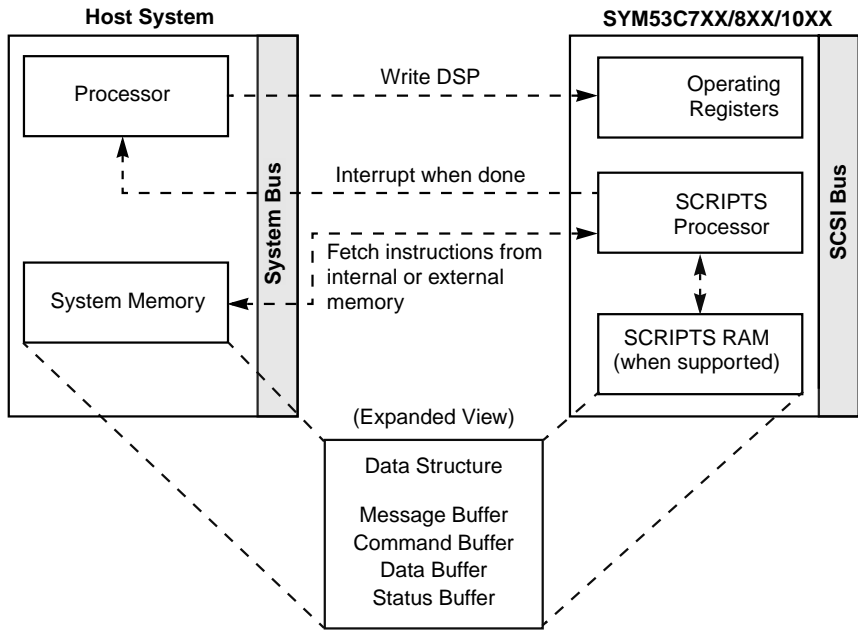 Host System
SYM53C7XX/8XX/10XX
Processor
System Bus
Write DSP
Operating
Registers
SCSI Bus
Interrupt when done
SCRIPTS
Processor
Fetch instructions from
internal or external
memory
System Memory
SCRIPTS RAM
(when supported)
(Expanded View)
Data Structure
Message Buffer
Command Buffer
Data Buffer
Status Buffer